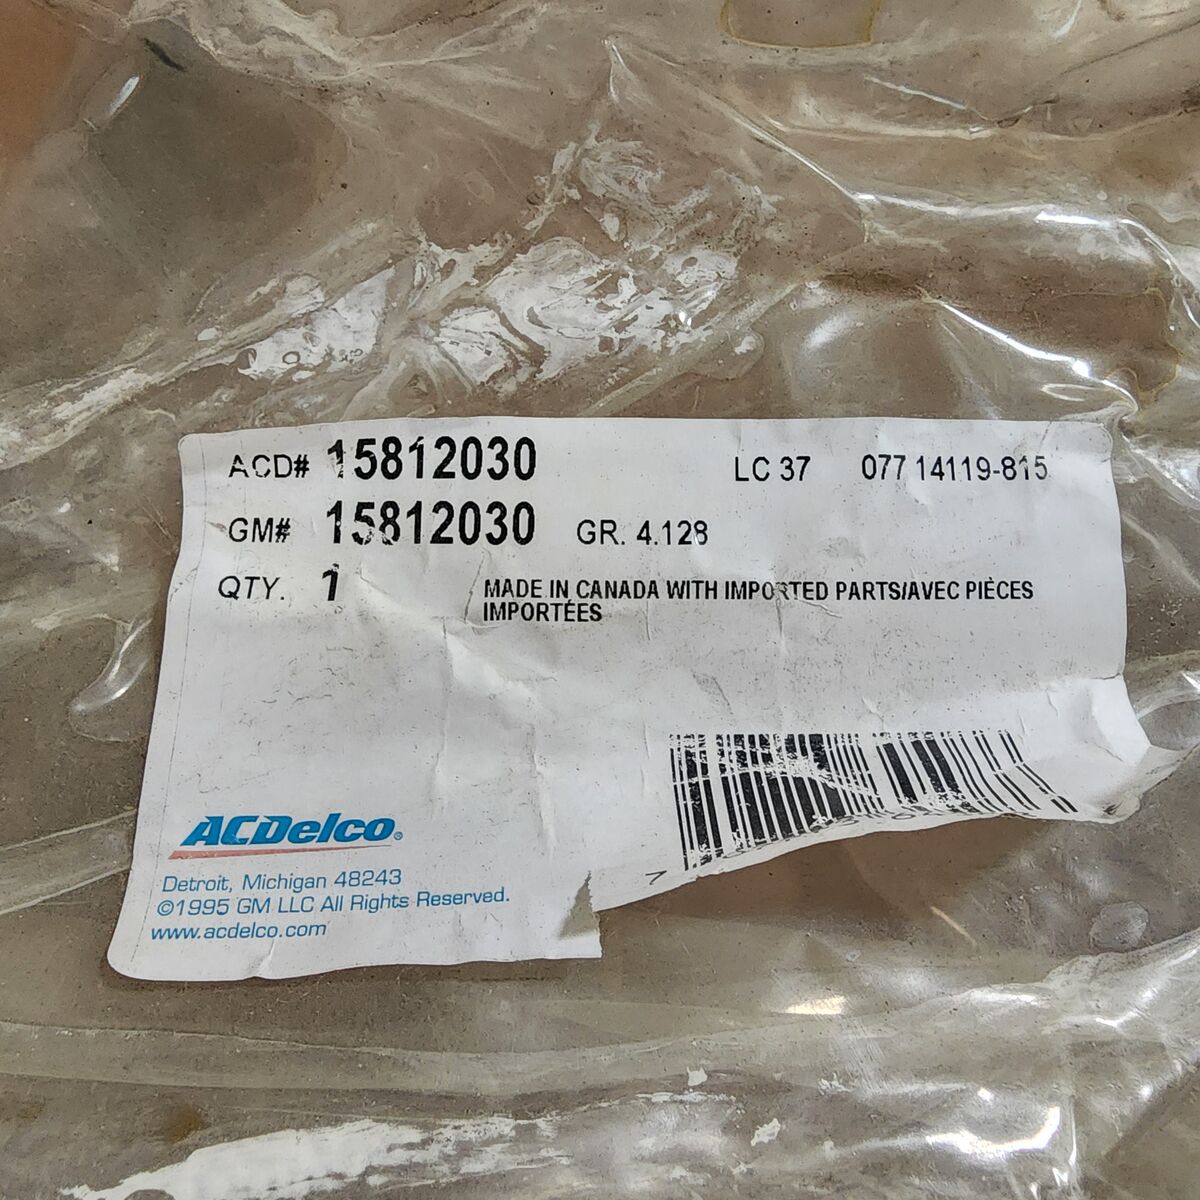 ACD# 15812030 LC 37 077 14119-815
GM# 15812030 GR. 4.128
QTY. 1 MADE IN CANADA WITH IMPORTED PARTS/AVEC PIÈCES
IMPORTÉES
7
ACDelco®
Detroit, Michigan 48243
©1995 GM LLC All Rights Reserved.
www.acdelco.com